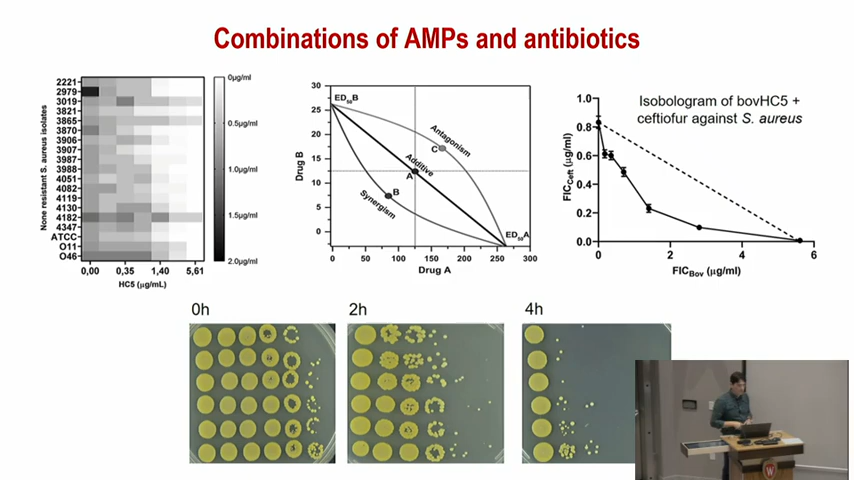 Combinations of AMPs and antibiotics
None resistant S. aureus isolates
2221
2979
3019
3821
3865
3870
3906
3907
3987
3988
4051
4082
4119
4130
4182
4347
ATCC
O11
O46
0,00 0,35 1,40 5,61
HC5 (μg/mL)
0μg/ml
0.5μg/ml
1.0μg/ml
1.5μg/ml
2.0μg/ml
Drug B
30
25
20
15
10
5
0
ED50B
Antagonism
C
Additive
A
B
Synergism
ED50A
0 50 100 150 200 250 300
Drug A
Isobologram of bovHC5 +
ceftiofur against S. aureus
FICCeft (μg/ml)
1.0
0.8
0.6
0.4
0.2
0.0
0 2 4 6
FICBov (μg/ml)
0h
2h
4h
W